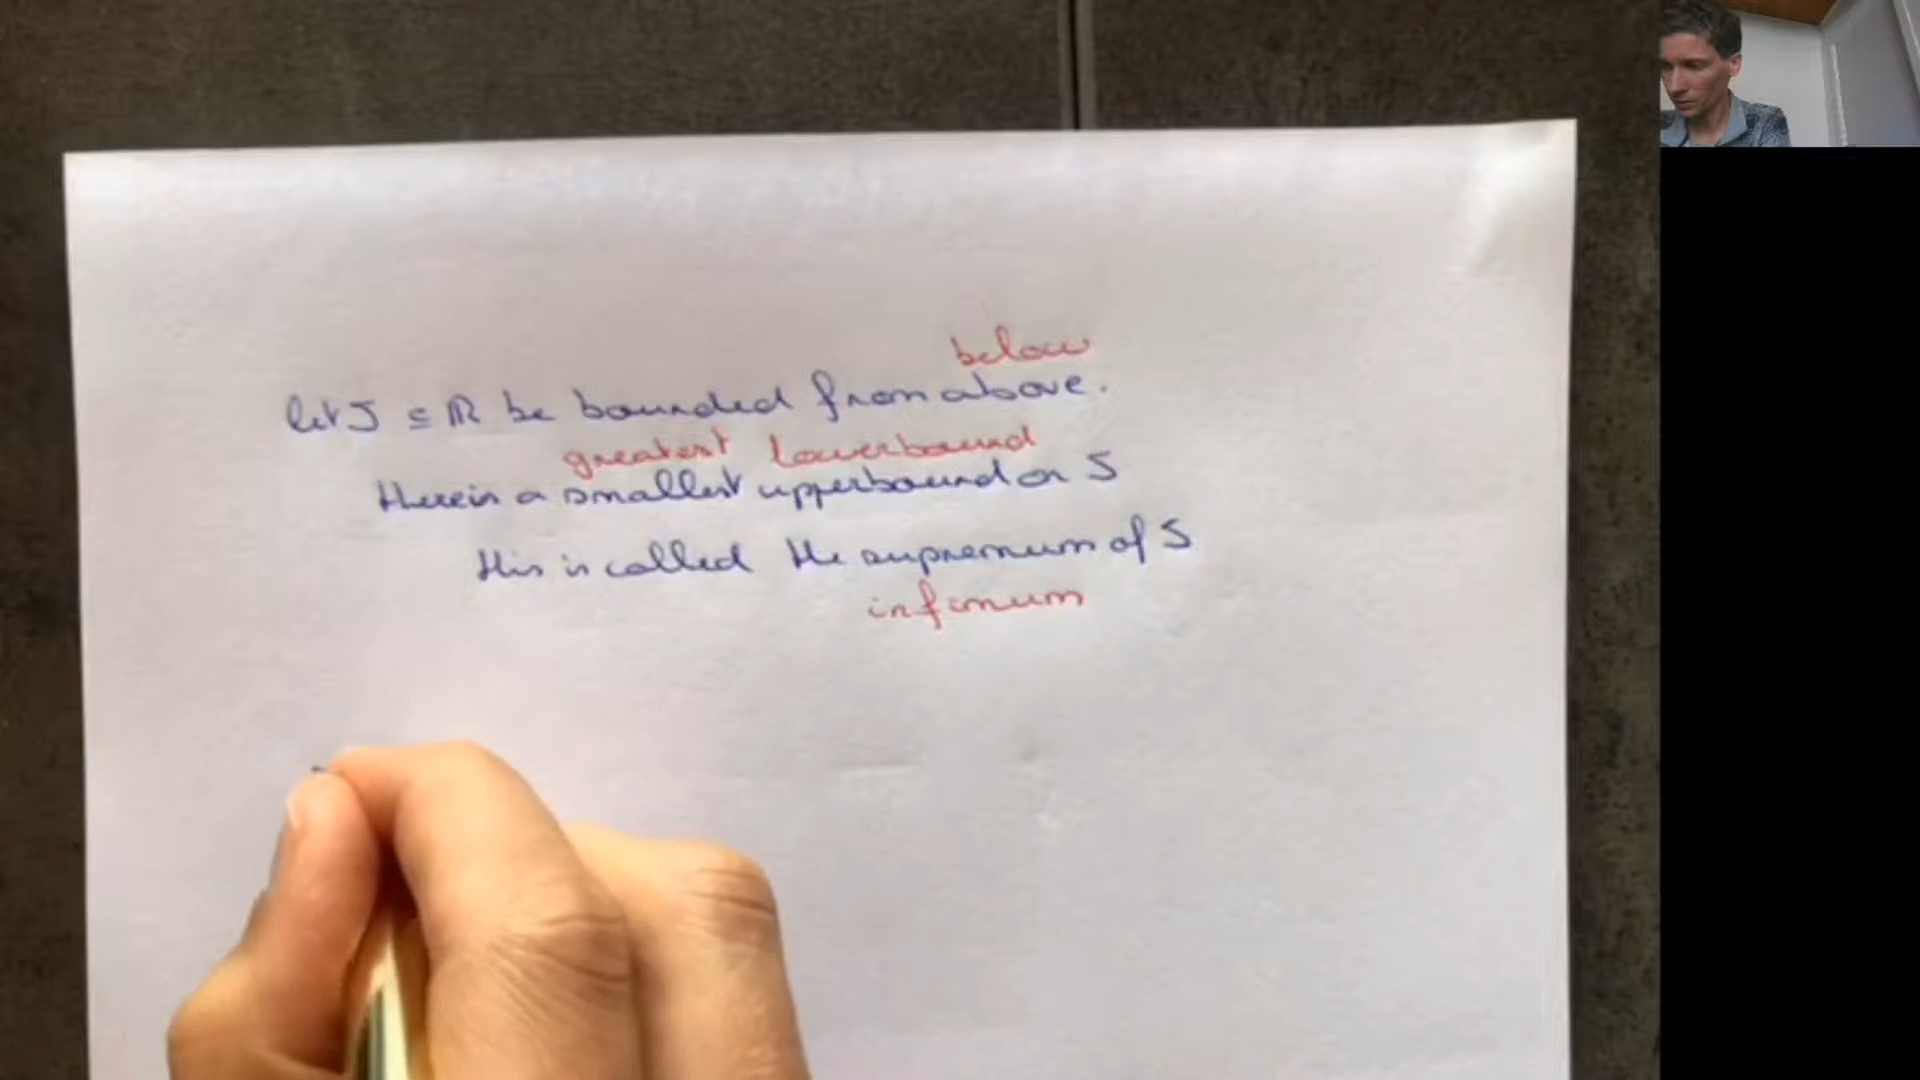 below
let S ⊆ ℝ be bounded from above.
greatest lowerbound
There is a smallest upperbound on S
this is called the supremum of S
infimum